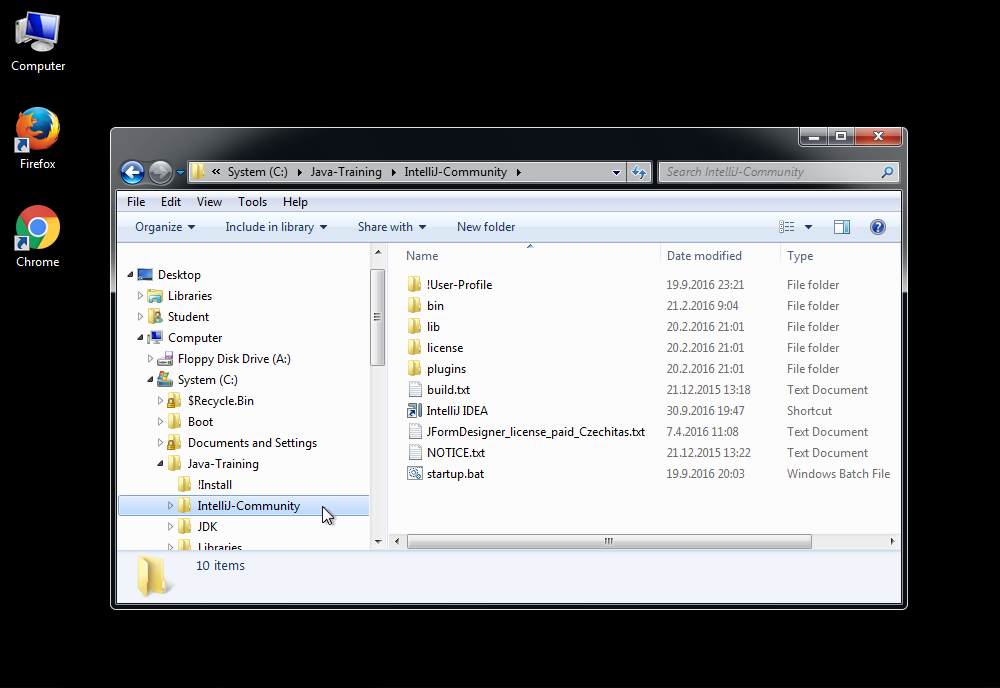 Computer
Firefox
Chrome
« System (C:) Java-Training IntelliJ-Community
Search IntelliJ-Community
File Edit View Tools Help
Organize Include in library Share with New folder
Name Date modified Type
Desktop
Libraries
Student
Computer
Floppy Disk Drive (A:)
System (C:)
$Recycle.Bin
Boot
Documents and Settings
Java-Training
!Install
IntelliJ-Community
JDK
Libraries
!User-Profile 19.9.2016 23:21 File folder
bin 21.2.2016 9:04 File folder
lib 20.2.2016 21:01 File folder
license 20.2.2016 21:01 File folder
plugins 20.2.2016 21:01 File folder
build.txt 21.12.2015 13:18 Text Document
IntelliJ IDEA 30.9.2016 19:47 Shortcut
JFormDesigner_license_paid_Czechitas.txt 7.4.2016 11:08 Text Document
NOTICE.txt 21.12.2015 13:22 Text Document
startup.bat 19.9.2016 20:03 Windows Batch File
10 items